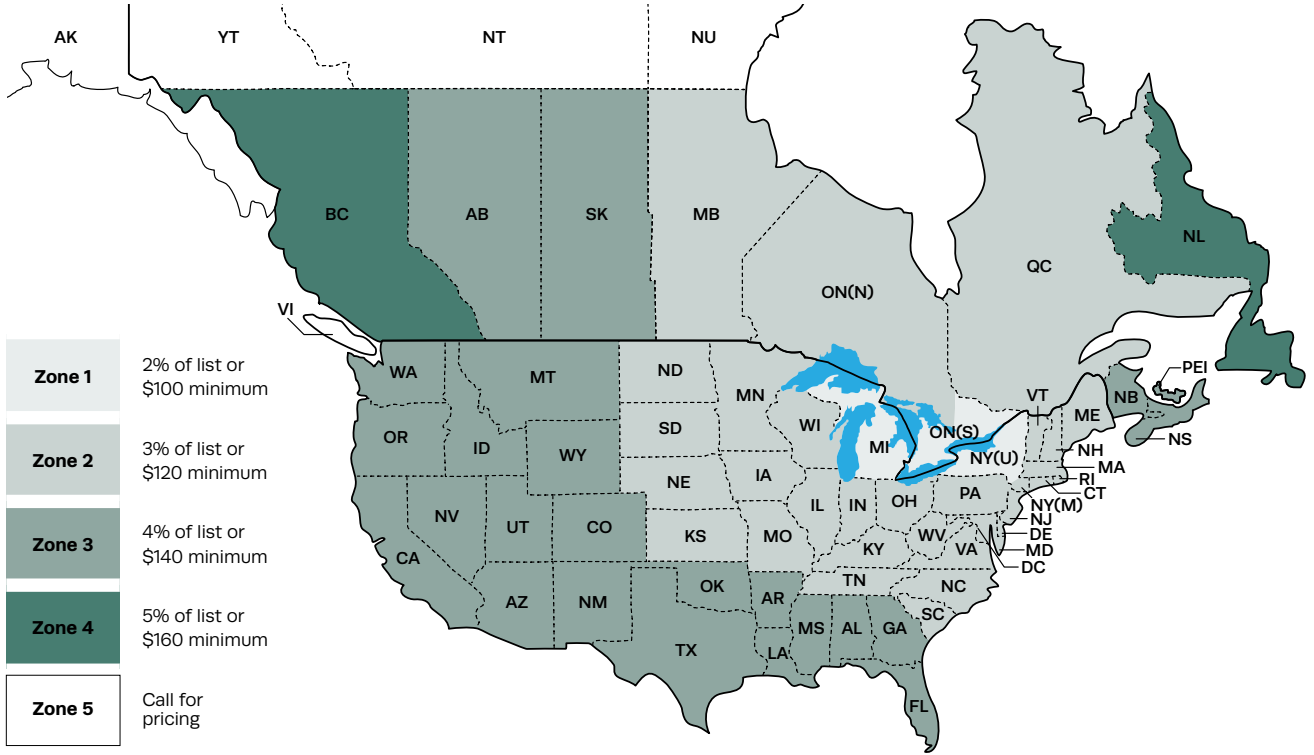 AK
YT
NT
NU
BC
AB
SK
MB
ON(N)
QC
NL
VI
PEI
NB
NS
WA
MT
ND
MN
VT
ME
OR
ID
WY
SD
WI
MI
ON(S)
NY(U)
NH
MA
RI
CT
NY(M)
NJ
DE
MD
DC
NE
IA
IL
IN
OH
PA
NV
UT
CO
KS
MO
KY
WV
VA
CA
AZ
NM
OK
AR
TN
NC
SC
TX
LA
MS
AL
GA
FL
Zone 1
2% of list or
$100 minimum
Zone 2
3% of list or
$120 minimum
Zone 3
4% of list or
$140 minimum
Zone 4
5% of list or
$160 minimum
Zone 5
Call for
pricing